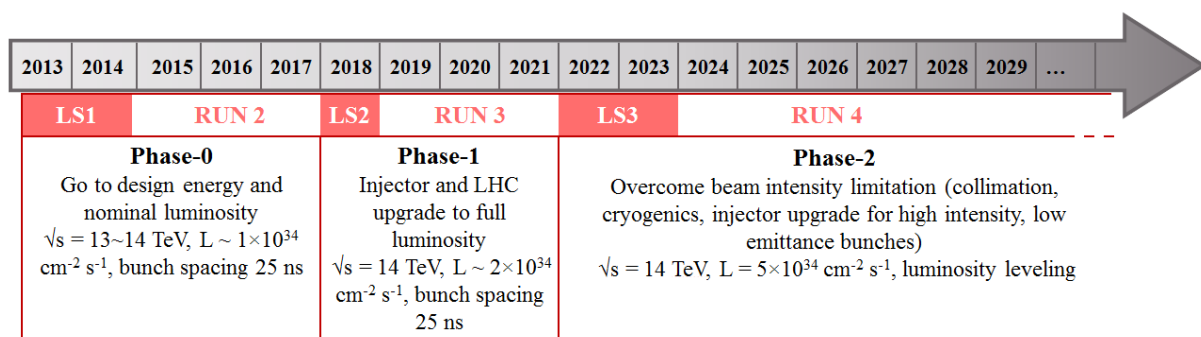 2013 2014 2015 2016 2017 2018 2019 2020 2021 2022 2023 2024 2025 2026 2027 2028 2029 ...
LS1 RUN 2 LS2 RUN 3 LS3 RUN 4
Phase-0
Go to design energy and
nominal luminosity
√s = 13~14 TeV, L ~ 1×10³⁴
cm⁻² s⁻¹, bunch spacing 25 ns
Phase-1
Injector and LHC
upgrade to full
luminosity
√s = 14 TeV, L ~ 2×10³⁴
cm⁻² s⁻¹, bunch spacing
25 ns
Phase-2
Overcome beam intensity limitation (collimation,
cryogenics, injector upgrade for high intensity, low
emittance bunches)
√s = 14 TeV, L = 5×10³⁴ cm⁻² s⁻¹, luminosity leveling